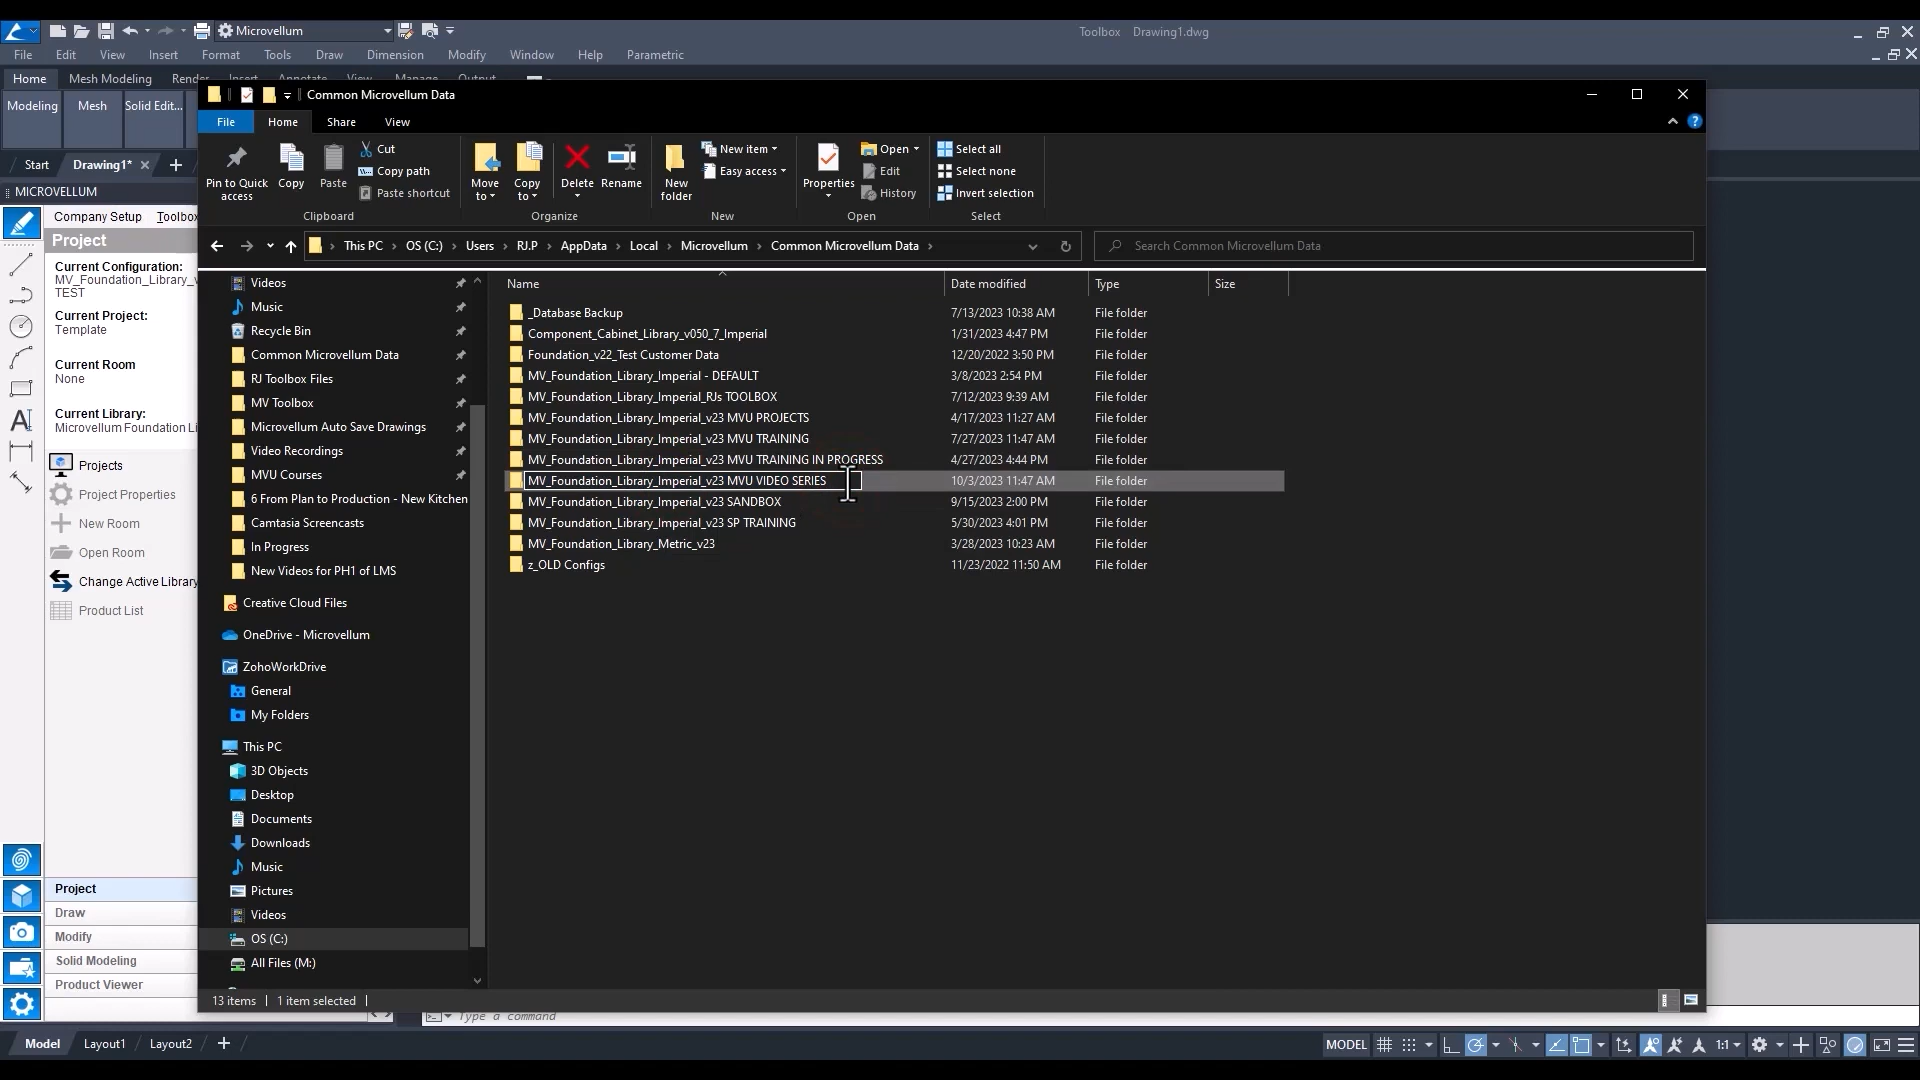 Microvellum
Toolbox Drawing1.dwg
File Edit View Insert Format Tools Draw Dimension Modify Window Help Parametric
Home Mesh Modeling
Common Microvellum Data
Modeling Mesh Solid Edit...
File Home Share View
Start Drawing1*
Pin to Quick access
Copy
Paste
Cut
Copy path
Paste shortcut
Clipboard
Move to
Copy to
Delete
Rename
Organize
New folder
New item
Easy access
New
Properties
Open
Edit
History
Open
Select all
Select none
Invert selection
Select
MICROVELLUM
Company Setup
Project
Current Configuration:
MV_Foundation_Library_v
TEST
Current Project:
Template
Current Room
None
Current Library:
Microvellum Foundation Li
Projects
Project Properties
New Room
Open Room
Change Active Library
Product List
Project
Draw
Modify
Solid Modeling
Product Viewer
This PC OS (C:) Users RJ.P AppData Local Microvellum Common Microvellum Data
Search Common Microvellum Data
Videos
Music
Recycle Bin
Common Microvellum Data
RJ Toolbox Files
MV Toolbox
Microvellum Auto Save Drawings
Video Recordings
MVU Courses
6 From Plan to Production - New Kitchen
Camtasia Screencasts
In Progress
New Videos for PH1 of LMS
Creative Cloud Files
OneDrive - Microvellum
ZohoWorkDrive
General
My Folders
This PC
3D Objects
Desktop
Documents
Downloads
Music
Pictures
Videos
OS (C:)
All Files (M:)
Name Date modified Type Size
_Database Backup 7/13/2023 10:38 AM File folder
Component_Cabinet_Library_v050_7_Imperial 1/31/2023 4:47 PM File folder
Foundation_v22_Test Customer Data 12/20/2022 3:50 PM File folder
MV_Foundation_Library_Imperial - DEFAULT 3/8/2023 2:54 PM File folder
MV_Foundation_Library_Imperial_RJs TOOLBOX 7/12/2023 9:39 AM File folder
MV_Foundation_Library_Imperial_v23 MVU PROJECTS 4/17/2023 11:27 AM File folder
MV_Foundation_Library_Imperial_v23 MVU TRAINING 7/27/2023 11:47 AM File folder
MV_Foundation_Library_Imperial_v23 MVU TRAINING IN PROGRESS 4/27/2023 4:44 PM File folder
MV_Foundation_Library_Imperial_v23 MVU VIDEO SERIES 10/3/2023 11:47 AM File folder
MV_Foundation_Library_Imperial_v23 SANDBOX 9/15/2023 2:00 PM File folder
MV_Foundation_Library_Imperial_v23 SP TRAINING 5/30/2023 4:01 PM File folder
MV_Foundation_Library_Metric_v23 3/28/2023 10:23 AM File folder
z_OLD Configs 11/23/2022 11:50 AM File folder
13 items 1 item selected
Type a command
Model Layout1 Layout2
MODEL 1:1